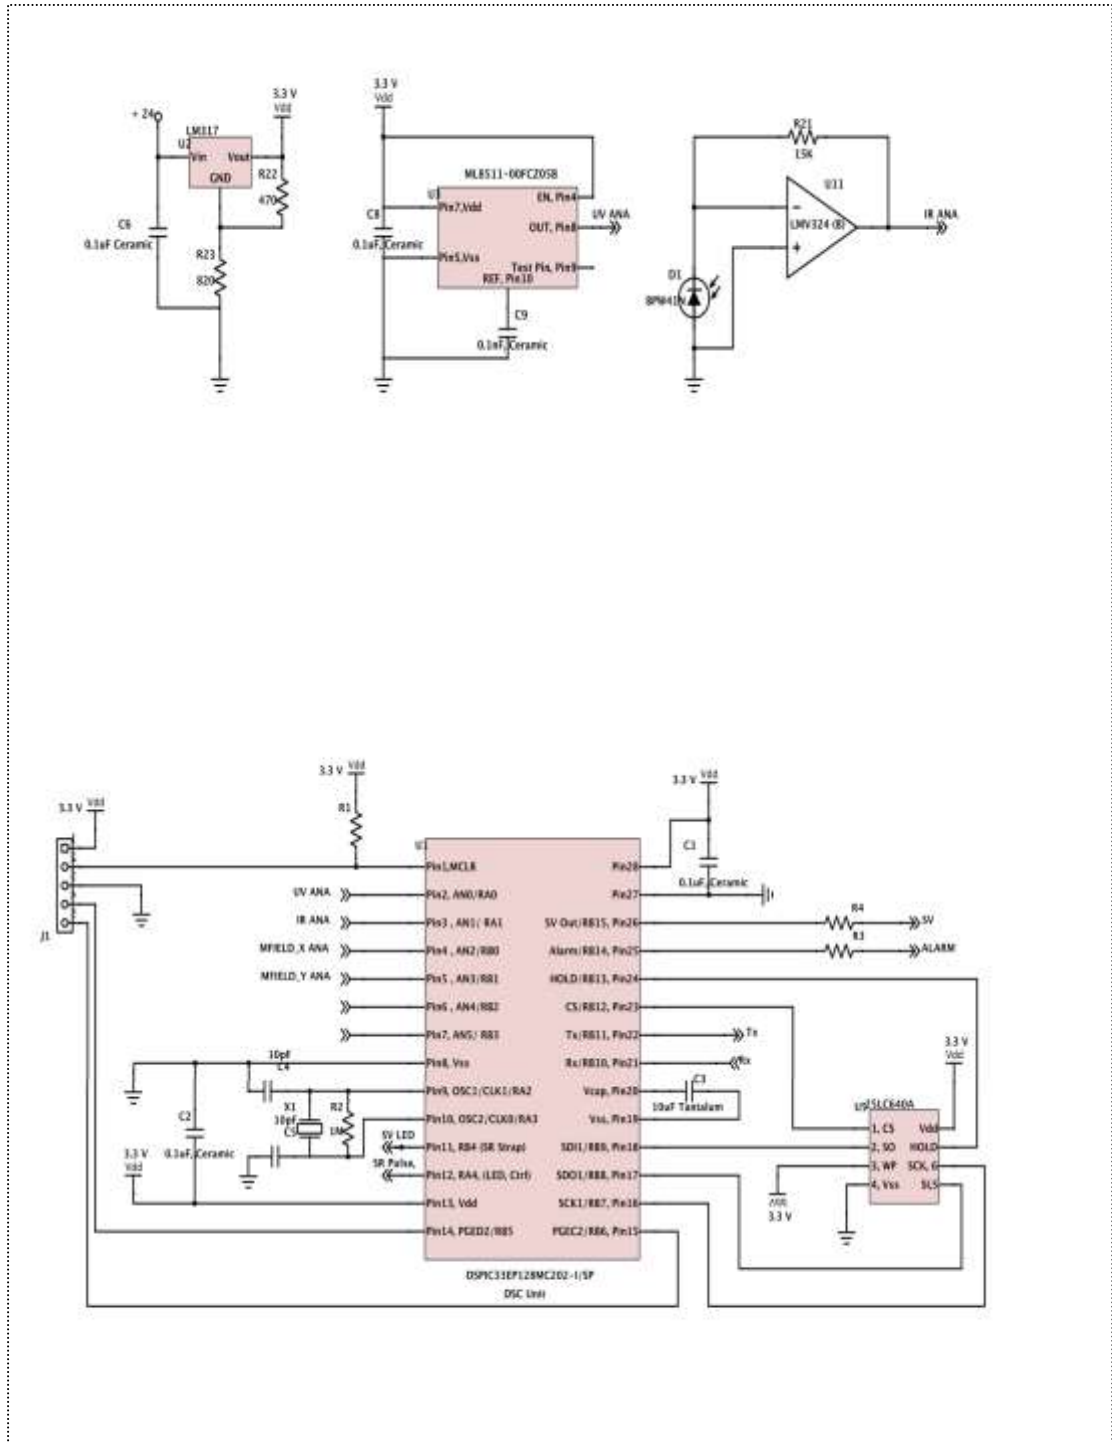 + 24
LM317
U2
Vin
Vout
GND
3.3 V
Vdd
R22
470
C6
0.1uF Ceramic
R23
820
3.3 V
Vdd
ML8511-00FCZ05B
EN, Pin4
Pin7,Vdd
UV ANA
OUT, Pin8
C8
0.1uF, Ceramic
Pin5,Vss
Test Pin, Pin9
REF, Pin10
C9
0.1nF, Ceramic
R21
15K
U11
LMV324 (B)
IR ANA
D1
BPW41N
3.3 V
Vdd
J1
3.3 V
Vdd
R1
3.3 V
Vdd
C1
0.1uF, Ceramic
Pin1,MCLR
Pin28
UV ANA
Pin2, AN0/RA0
Pin27
IR ANA
Pin3 , AN1/ RA1
5V Out/RB15, Pin26
R4
5V
MFIELD_X ANA
Pin4 , AN2/RB0
Alarm/RB14, Pin25
R3
ALARM
MFIELD_Y ANA
Pin5 , AN3/RB1
HOLD/RB13, Pin24
Pin6 , AN4/RB2
CS/RB12, Pin23
Pin7, AN5/ RB3
Tx/RB11, Pin22
Tx
10pF
C4
Pin8, Vss
Rx/RB10, Pin21
Rx
Pin9, OSC1/CLK1/RA2
Vcap, Pin20
10uF Tantalum
C2
0.1uF, Ceramic
X1
10pF
C5
R2
1M
Pin10, OSC2/CLK0/RA3
Vss, Pin19
5V LED
Pin11, RB4 (SR Strap)
SDI1/RB9, Pin18
SR Pulse,
Pin12, RA4, (LED, Ctrl)
SDO1/RB8, Pin17
3.3 V
Vdd
Pin13, Vdd
SCK1/RB7, Pin16
Pin14, PGED2/RB5
PGEC2/RB6, Pin15
DSPIC33EP128MC202-I/SP
DSC Unit
3.3 V
Vdd
1, CS
Vdd
2, SO
HOLD
3, WP
SCK, 6
4, Vss
Vdd
3.3 V